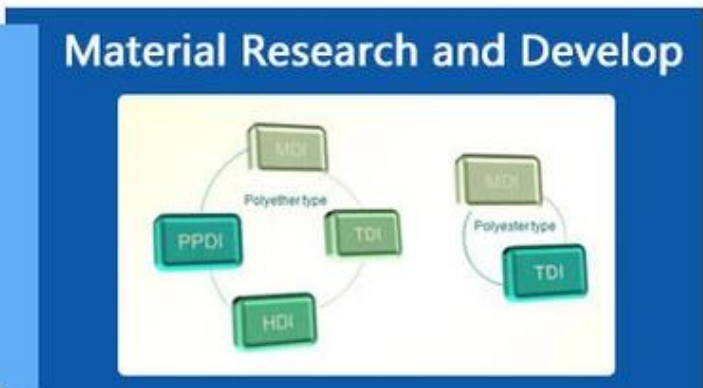 Material Research and Develop
MDI
Polyether type
PPDI
TDI
HDI
MDI
Polyester type
TDI